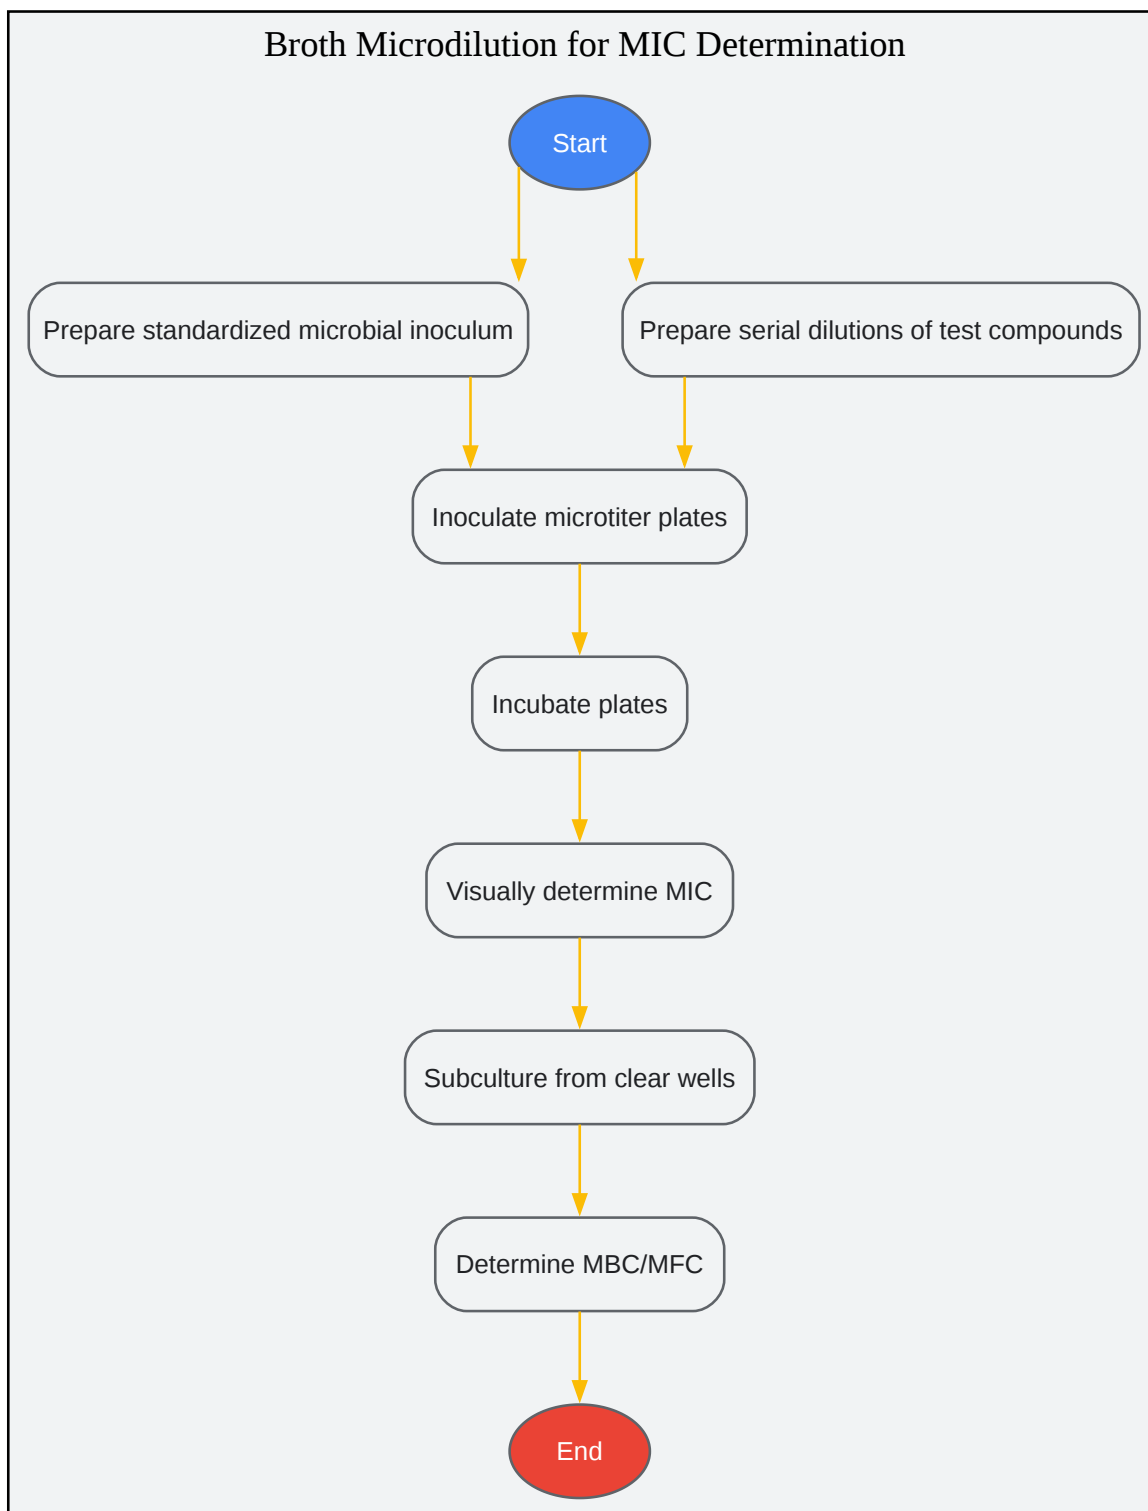 Broth Microdilution for MIC Determination
Start
Prepare standardized microbial inoculum
Prepare serial dilutions of test compounds
Inoculate microtiter plates
Incubate plates
Visually determine MIC
Subculture from clear wells
Determine MBC/MFC
End